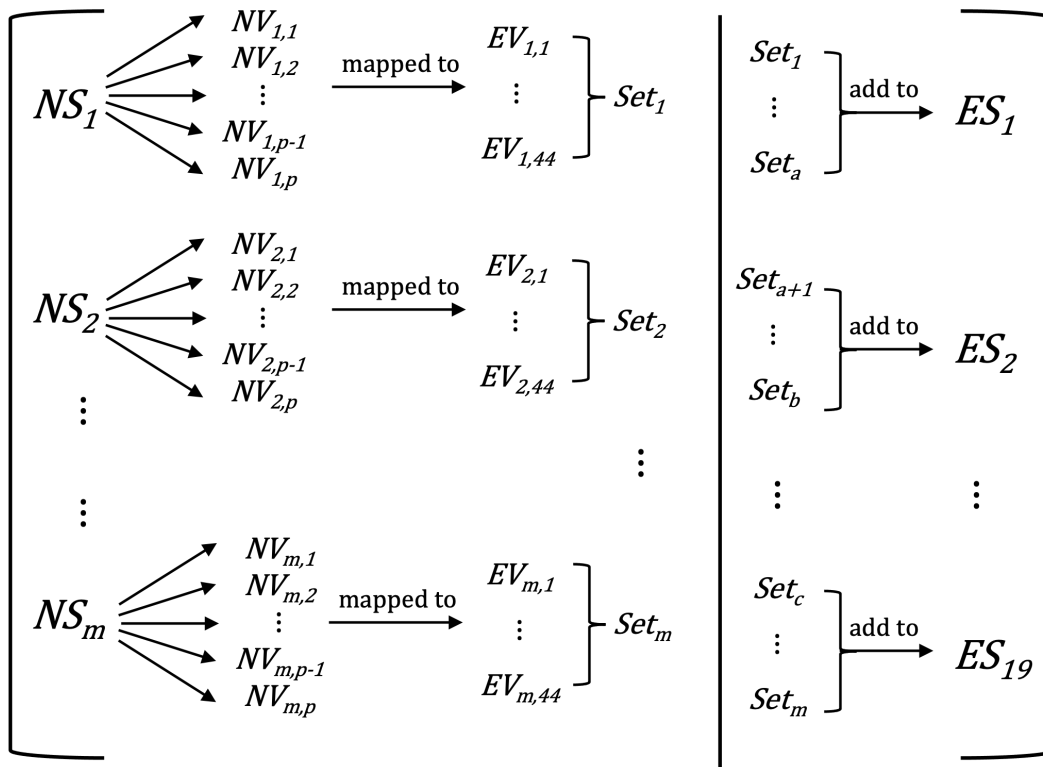 NS₁
NV₁,₁
NV₁,₂
⋮
NV₁,ₚ₋₁
NV₁,ₚ
mapped to
EV₁,₁
⋮
EV₁,₄₄
Set₁
NS₂
NV₂,₁
NV₂,₂
⋮
NV₂,ₚ₋₁
NV₂,ₚ
mapped to
EV₂,₁
⋮
EV₂,₄₄
Set₂
⋮
⋮
⋮
NSₘ
NVₘ,₁
NVₘ,₂
⋮
NVₘ,ₚ₋₁
NVₘ,ₚ
mapped to
EVₘ,₁
⋮
EVₘ,₄₄
Setₘ
Set₁
⋮
Setₐ
add to
ES₁
Setₐ₊₁
⋮
Set_b
add to
ES₂
⋮
⋮
Set_c
⋮
Setₘ
add to
ES₁₉